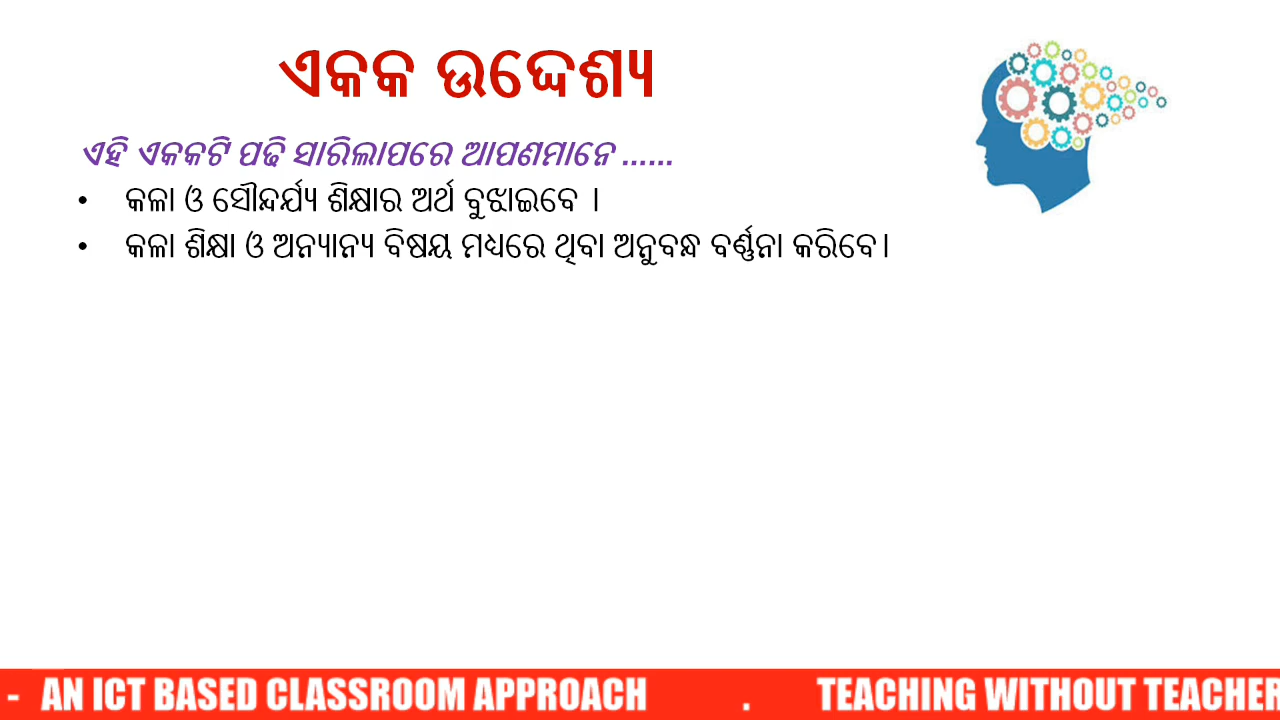 ଏକକ ଉଦ୍ଦେଶ୍ୟ
ଏହି ଏକକଟି ପଢି ସାରିଲାପରେ ଆପଣମାନେ ......
• କଳା ଓ ସୌନ୍ଦର୍ଯ୍ୟ ଶିକ୍ଷାର ଅର୍ଥ ବୁଝାଇବେ ।
• କଳା ଶିକ୍ଷା ଓ ଅନ୍ୟାନ୍ୟ ବିଷୟ ମଧ୍ୟରେ ଥିବା ଅନୁବନ୍ଧ ବର୍ଣ୍ଣନା କରିବେ।
- AN ICT BASED CLASSROOM APPROACH . TEACHING WITHOUT TEACHER